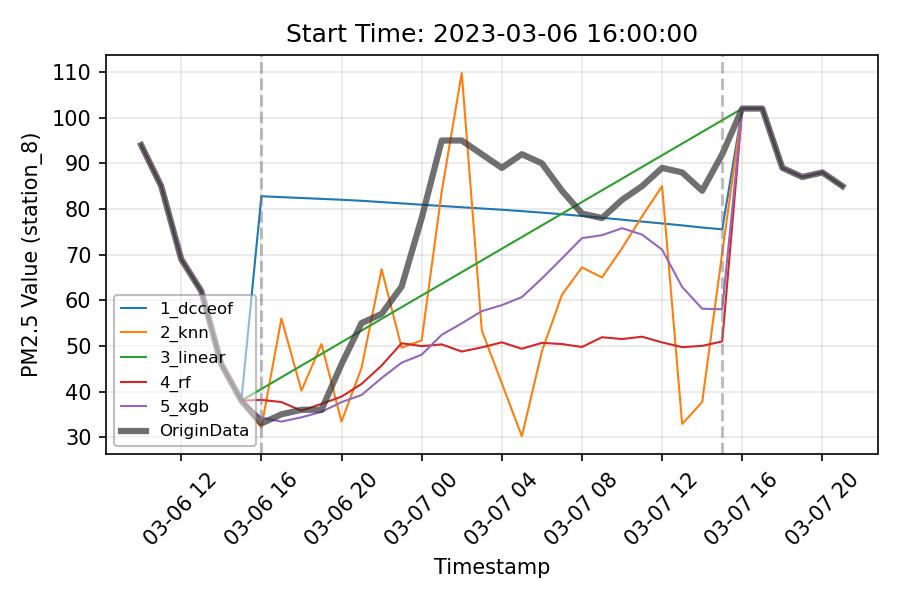 Start Time: 2023-03-06 16:00:00
PM2.5 Value (station_8)
110
100
90
80
70
60
50
40
30
1_dcceof
2_knn
3_linear
4_rf
5_xgb
OriginData
03-06 12
03-06 16
03-06 20
03-07 00
03-07 04
03-07 08
03-07 12
03-07 16
03-07 20
Timestamp